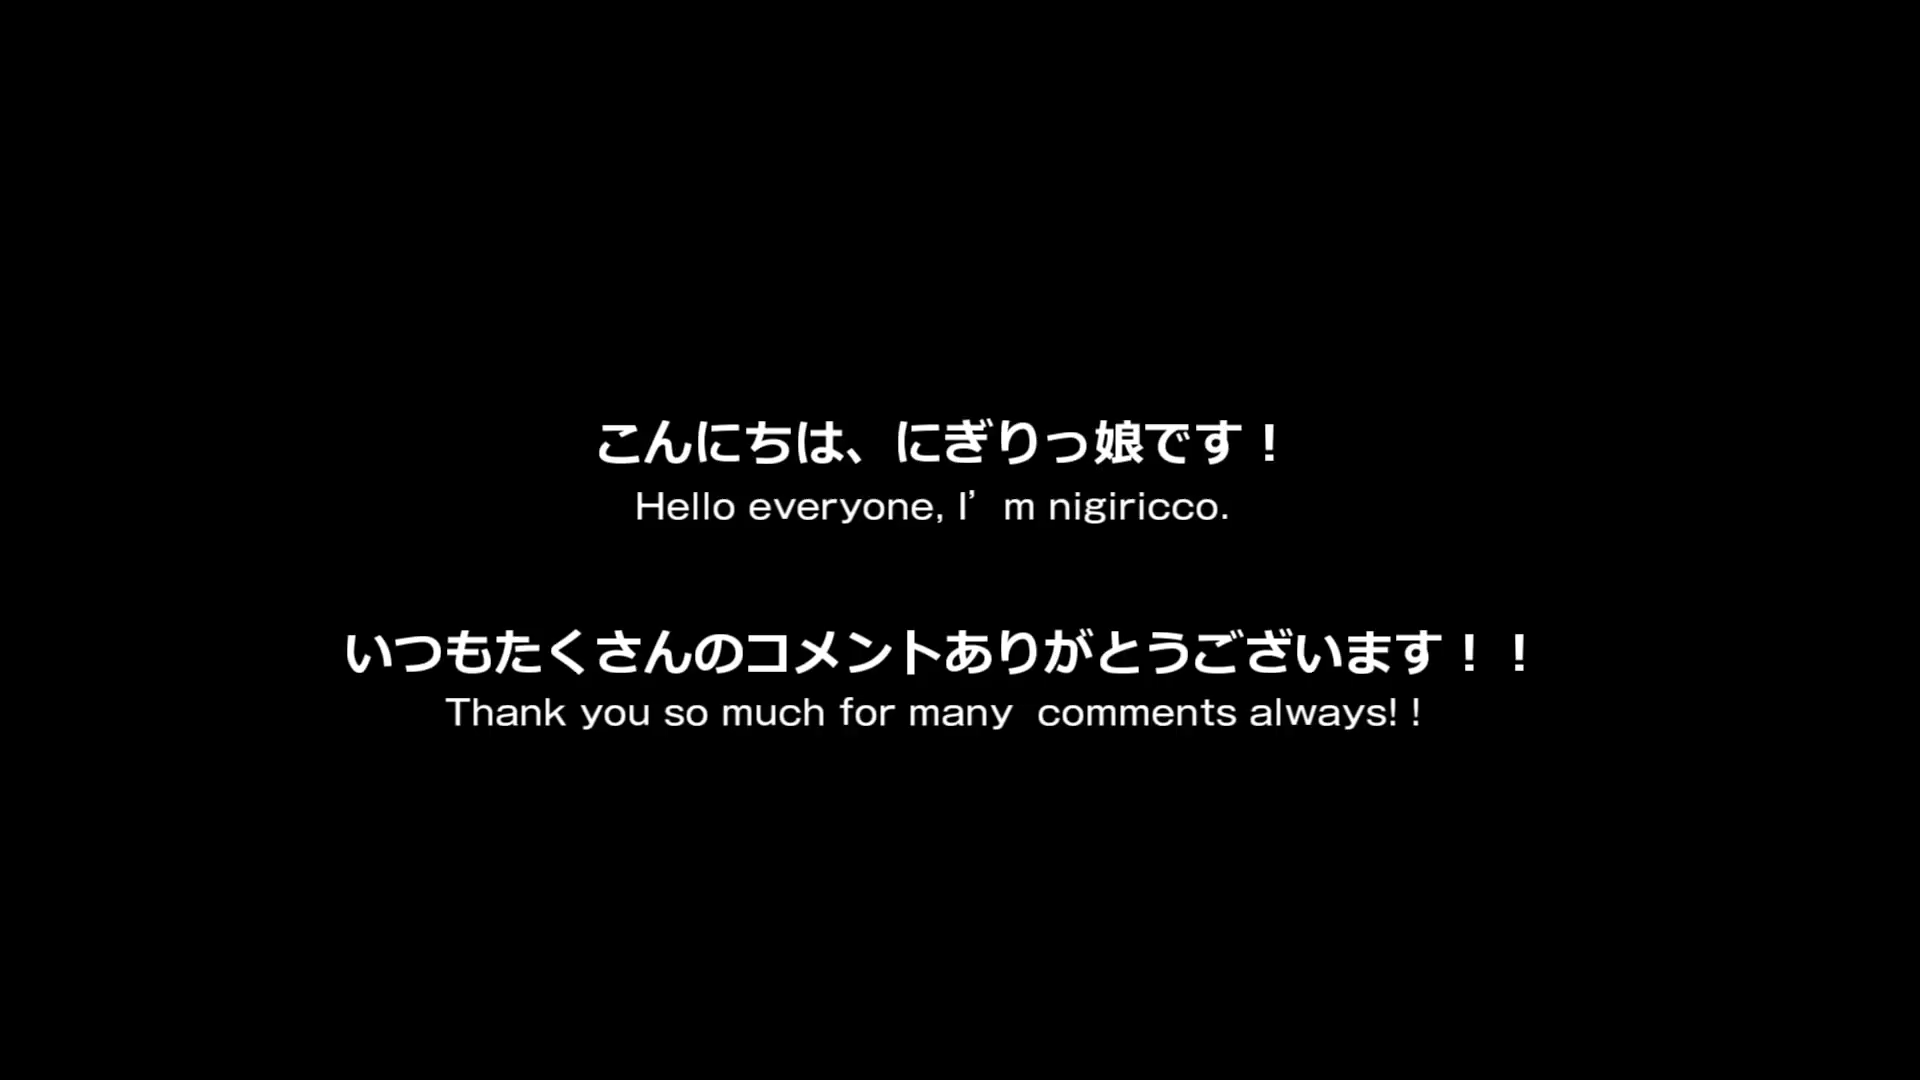 こんにちは、にぎりっ娘です！
Hello everyone, I’m nigiricco.
いつもたくさんのコメントありがとうございます！！
Thank you so much for many comments always!!